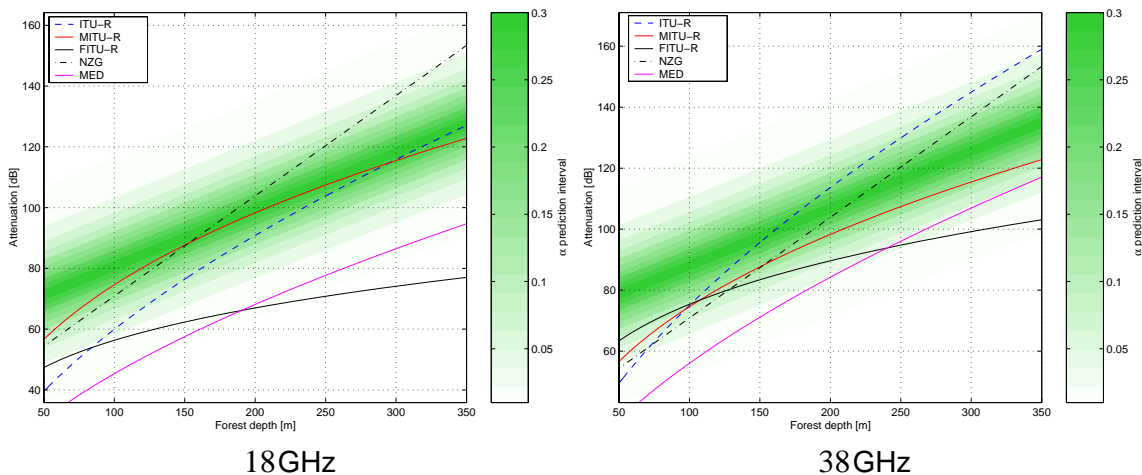 160
140
120
100
80
60
40
50
100
150
200
250
300
350
Attenuation [dB]
Forest depth [m]
ITU-R
MITU-R
FITU-R
NZG
MED
0.3
0.25
0.2
0.15
0.1
0.05
α prediction interval
18GHz
160
140
120
100
80
60
50
100
150
200
250
300
350
Attenuation [dB]
Forest depth [m]
ITU-R
MITU-R
FITU-R
NZG
MED
0.3
0.25
0.2
0.15
0.1
0.05
α prediction interval
38GHz